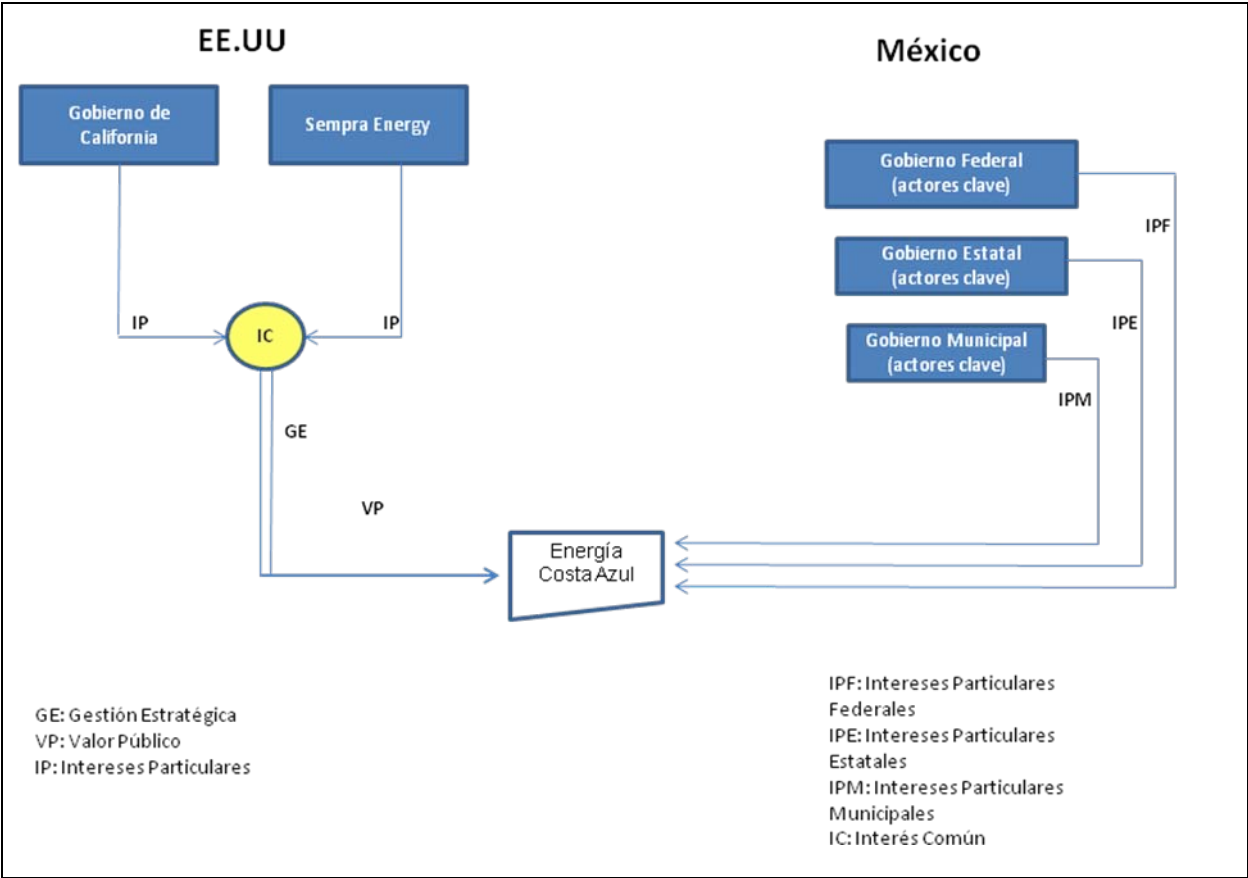 EE.UU
México
Gobierno de
California
Sempra Energy
Gobierno Federal
(actores clave)
IPF
Gobierno Estatal
(actores clave)
IPE
Gobierno Municipal
(actores clave)
IPM
IP
IC
IP
GE
VP
Energía
Costa Azul
GE: Gestión Estratégica
VP: Valor Público
IP: Intereses Particulares
IPF: Intereses Particulares
Federales
IPE: Intereses Particulares
Estatales
IPM: Intereses Particulares
Municipales
IC: Interés Común